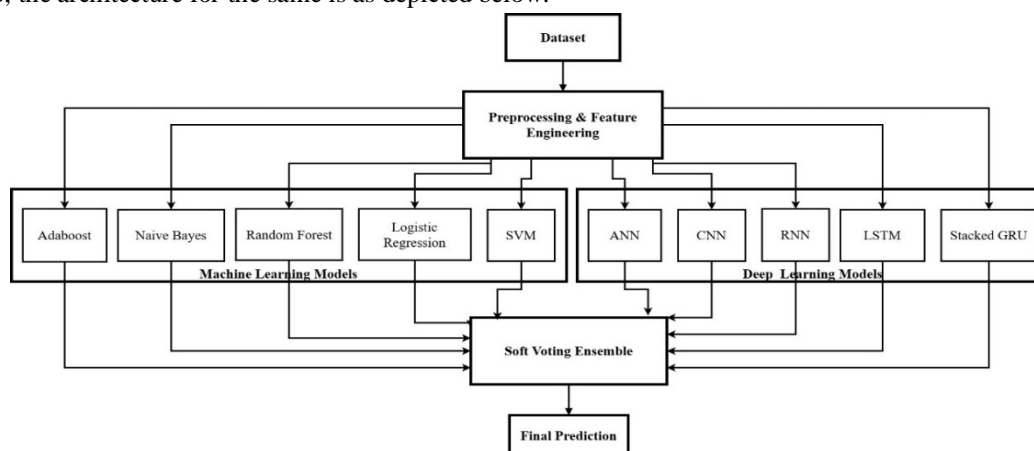 , the architecture for the same is as depicted below.
Dataset
Preprocessing & Feature
Engineering
Adaboost
Naive Bayes
Random Forest
Logistic
Regression
SVM
ANN
CNN
RNN
LSTM
Stacked GRU
Machine Learning Models
Deep Learning Models
Soft Voting Ensemble
Final Prediction